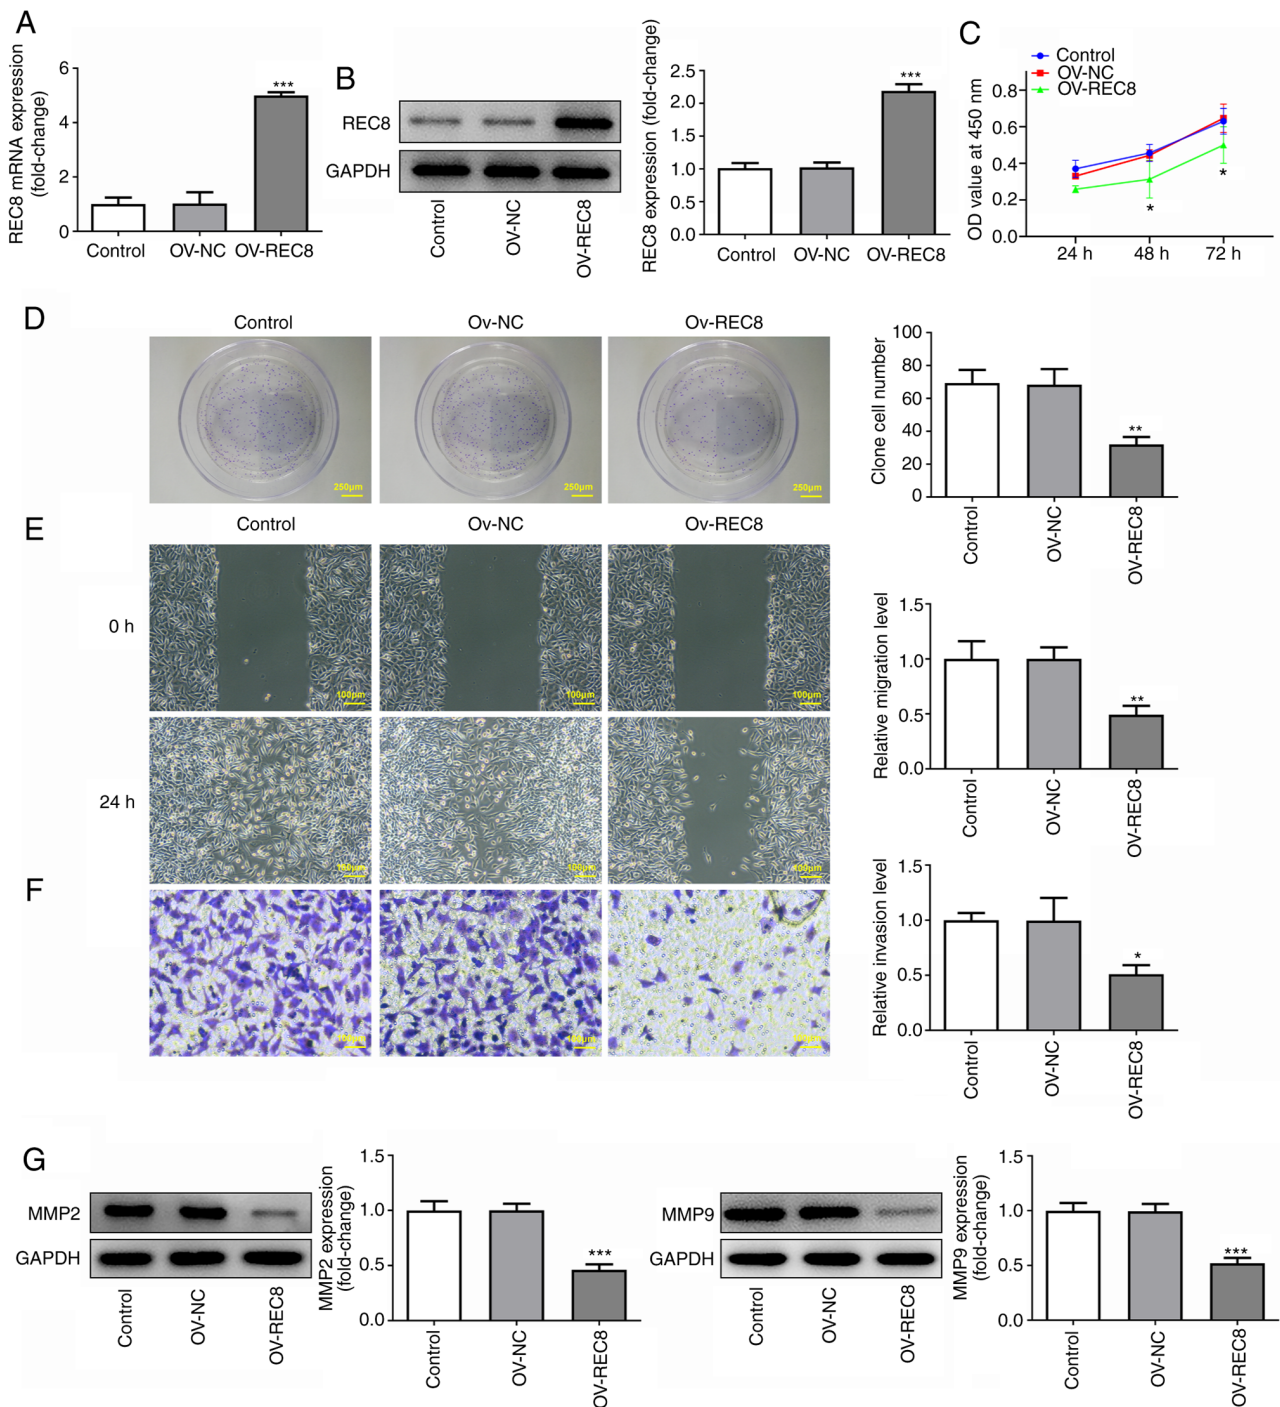 A
REC8 mRNA expression
(fold-change)
6
4
2
0
***
Control
OV-NC
OV-REC8
B
REC8
GAPDH
Control
OV-NC
OV-REC8
REC8 expression (fold-change)
2.5
2.0
1.5
1.0
0.5
0.0
***
Control
OV-NC
OV-REC8
C
Control
OV-NC
OV-REC8
OD value at 450 nm
0.8
0.6
0.4
0.2
0.0
*
*
24 h
48 h
72 h
D
Control
Ov-NC
Ov-REC8
250μm
250μm
250μm
Clone cell number
100
80
60
40
20
0
**
Control
OV-NC
OV-REC8
E
Control
Ov-NC
Ov-REC8
0 h
100μm
100μm
100μm
24 h
100μm
100μm
100μm
Relative migration level
1.5
1.0
0.5
0.0
**
Control
OV-NC
OV-REC8
F
100μm
100μm
100μm
Relative invasion level
1.5
1.0
0.5
0.0
*
Control
OV-NC
OV-REC8
G
MMP2
GAPDH
Control
OV-NC
OV-REC8
MMP2 expression
(fold-change)
1.5
1.0
0.5
0.0
***
Control
OV-NC
OV-REC8
MMP9
GAPDH
Control
OV-NC
OV-REC8
MMP9 expression
(fold-change)
1.5
1.0
0.5
0.0
***
Control
OV-NC
OV-REC8